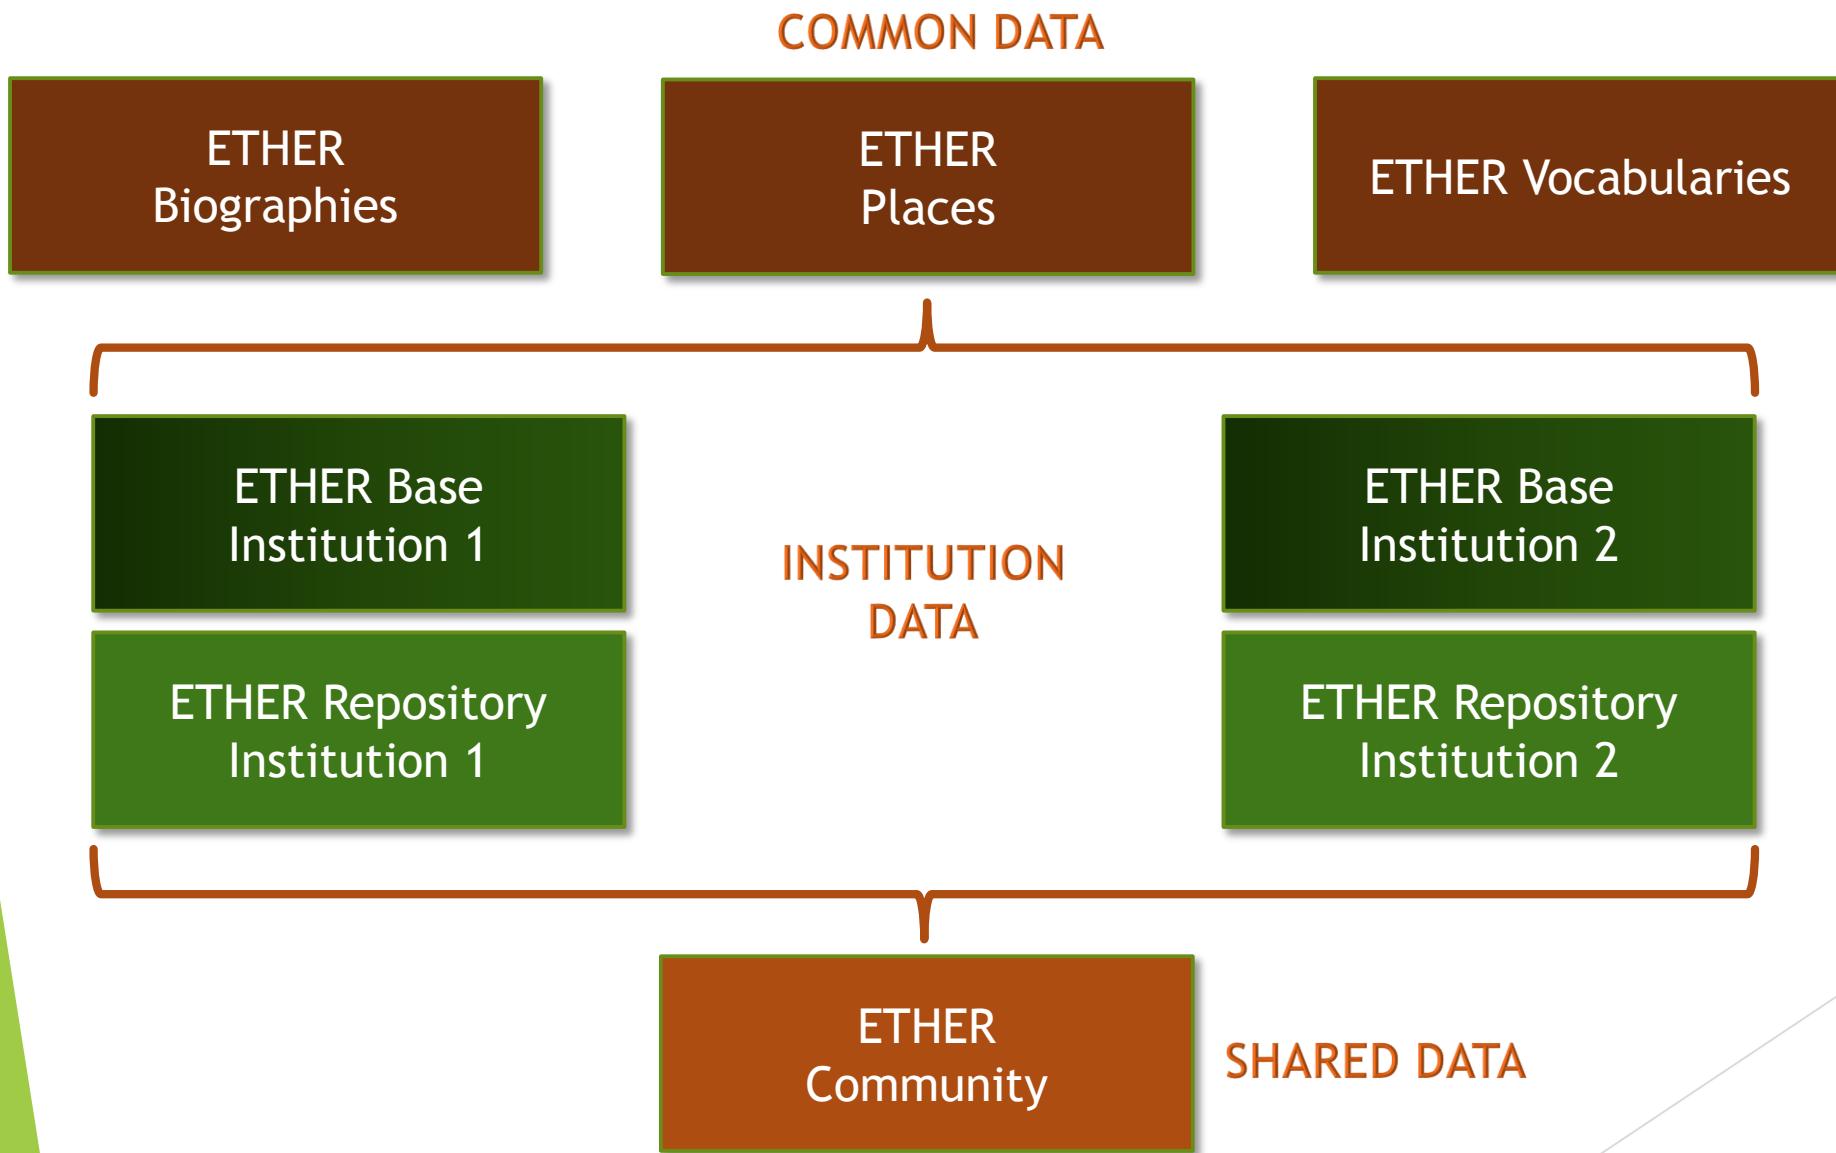 COMMON DATA
ETHER
Biographies
ETHER
Places
ETHER Vocabularies
ETHER Base
Institution 1
INSTITUTION
DATA
ETHER Base
Institution 2
ETHER Repository
Institution 1
ETHER Repository
Institution 2
ETHER
Community
SHARED DATA